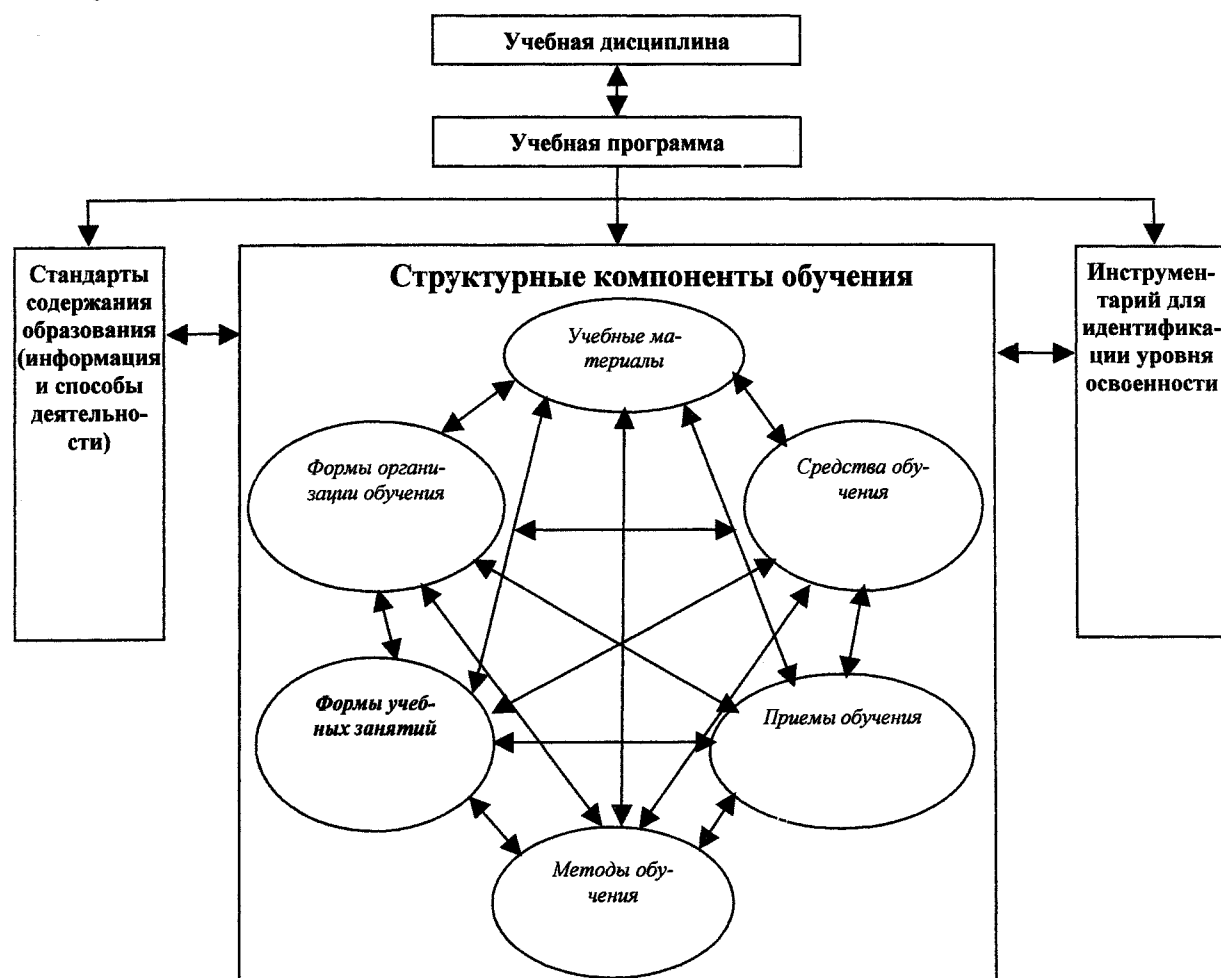 Учебная дисциплина
Учебная программа
Стандарты
содержания
образования
(информация
и способы
деятельно-
сти)
Структурные компоненты обучения
Учебные ма-
териалы
Формы органи-
зации обучения
Средства обу-
чения
Формы учеб-
ных занятий
Приемы обучения
Методы обу-
чения
Инструмен-
тарий для
идентифика-
ции уровня
освоенности